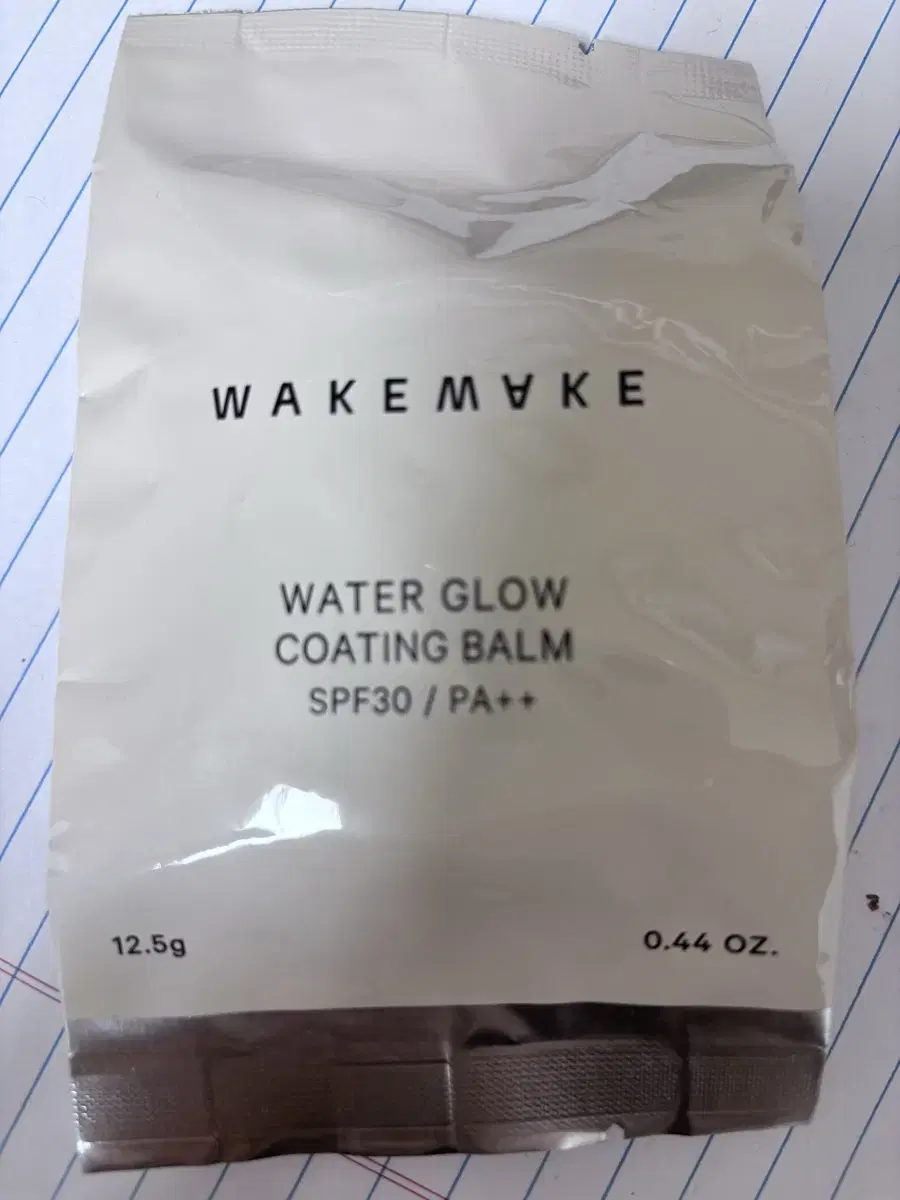 WAKEMAKE
WATER GLOW
COATING BALM
SPF30 / PA++
12.5g
0.44 OZ.